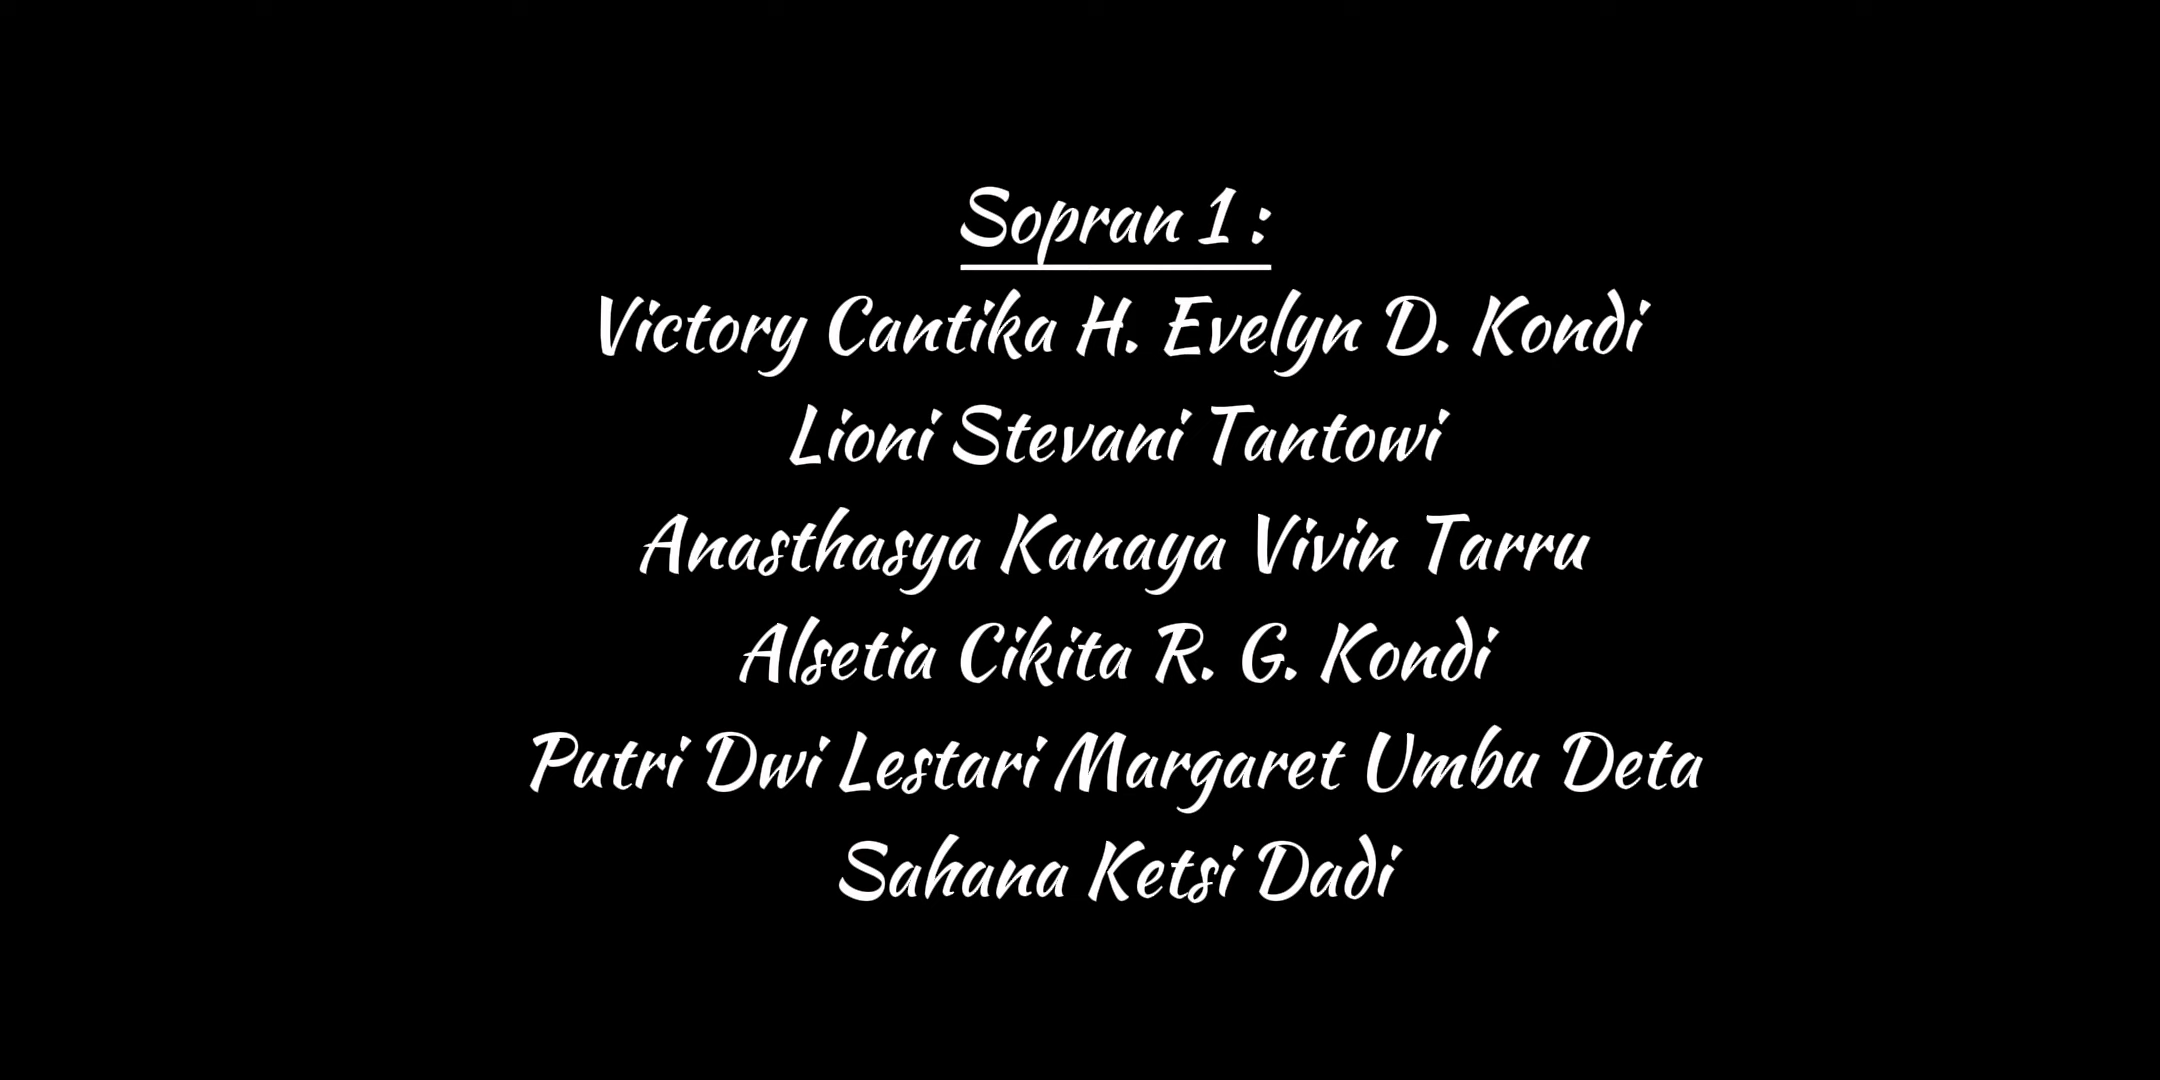 Sopran 1 :
Victory Cantika H. Evelyn D. Kondi
Lioni Stevani Tantowi
Anasthasya Kanaya Vivin Tarru
Alsetia Cikita R. G. Kondi
Putri Dwi Lestari Margaret Umbu Deta
Sahana Ketsi Dadi